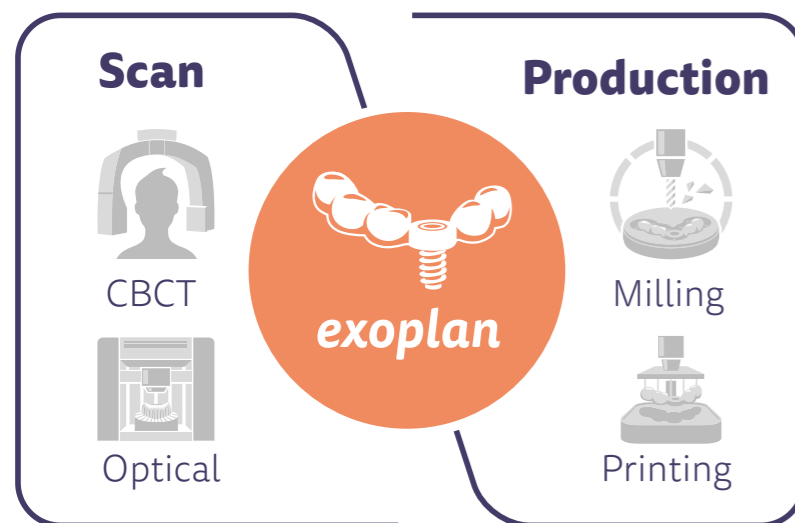 Scan
CBCT
Optical
exoplan
Production
Milling
Printing